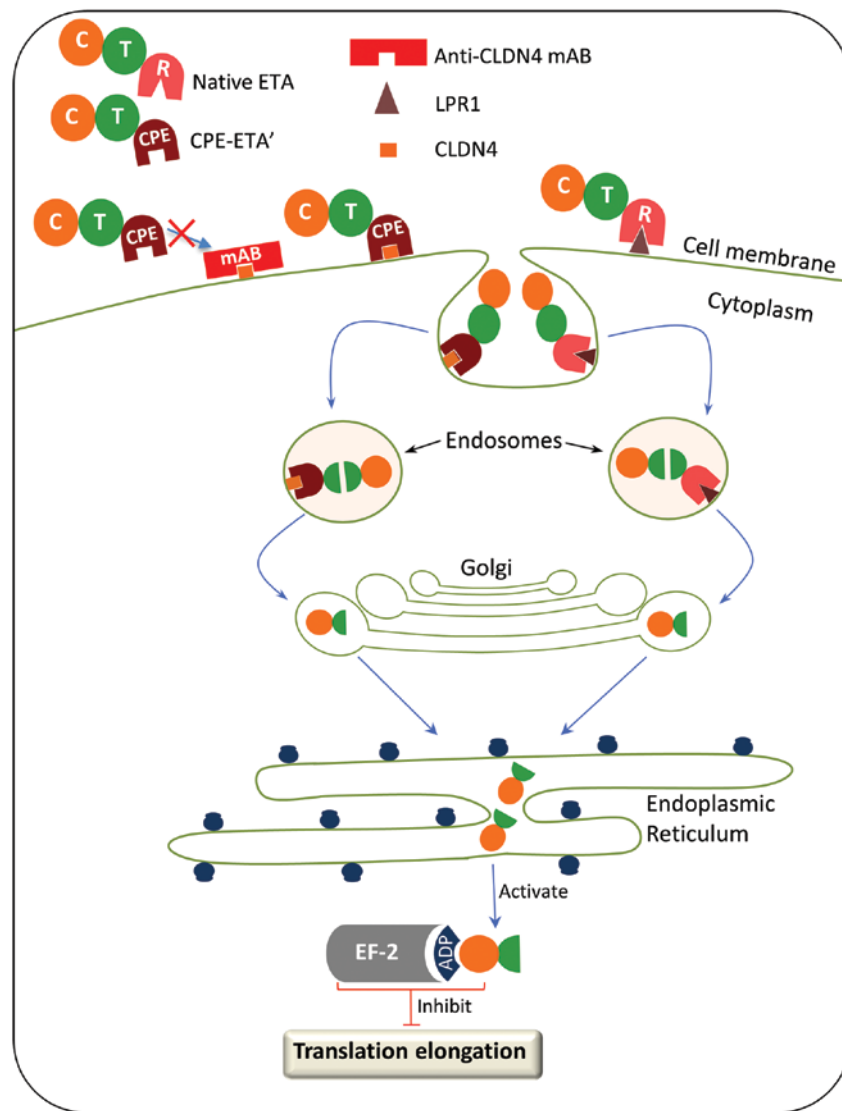 C T R
Native ETA
C T CPE
CPE-ETA’
Anti-CLDN4 mAB
LPR1
CLDN4
C T CPE
mAB
C T CPE
C T R
Cell membrane
Cytoplasm
Endosomes
Golgi
Endoplasmic
Reticulum
Activate
EF-2
ADP
Inhibit
Translation elongation